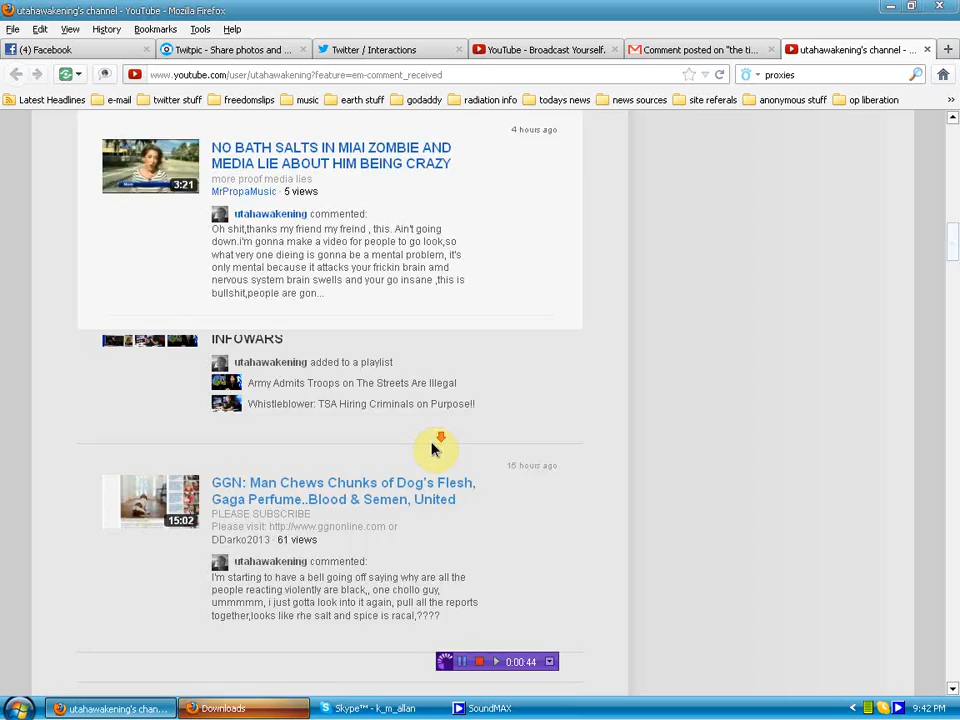 utahawakening's channel - YouTube - Mozilla Firefox
File Edit View History Bookmarks Tools Help
(4) Facebook
Twitpic - Share photos and ...
Twitter / Interactions
YouTube - Broadcast Yourself.
Comment posted on "the ti...
utahawakening's channel - ...
www.youtube.com/user/utahawakening?feature=em-comment_received
proxies
Latest Headlines e-mail twitter stuff freedomslips music earth stuff godaddy radiation info todays news news sources site referals anonymous stuff op liberation
4 hours ago
NO BATH SALTS IN MIAI ZOMBIE AND
MEDIA LIE ABOUT HIM BEING CRAZY
more proof media lies
MrPropaMusic · 5 views
3:21
utahawakening commented:
Oh shit,thanks my friend my freind , this. Ain't going
down.i'm gonna make a video for people to go look,so
what very one dieing is gonna be a mental problem, it's
only mental because it attacks your frickin brain amd
nervous system brain swells and your go insane ,this is
bullshit,people are gon...
INFOWARS
utahawakening added to a playlist
Army Admits Troops on The Streets Are Illegal
Whistleblower: TSA Hiring Criminals on Purpose!!
15 hours ago
GGN: Man Chews Chunks of Dog's Flesh,
Gaga Perfume..Blood & Semen, United
PLEASE SUBSCRIBE
Please visit: http://www.ggnonline.com or
DDarko2013 · 61 views
15:02
utahawakening commented:
I'm starting to have a bell going off saying why are all the
people reacting violently are black,, one chollo guy,
ummmmm, i just gotta look into it again, pull all the reports
together,looks like rhe salt and spice is racal,????
0:00:44
utahawakening's chan...
Downloads
Skype™ - k_m_allan
SoundMAX
9:42 PM